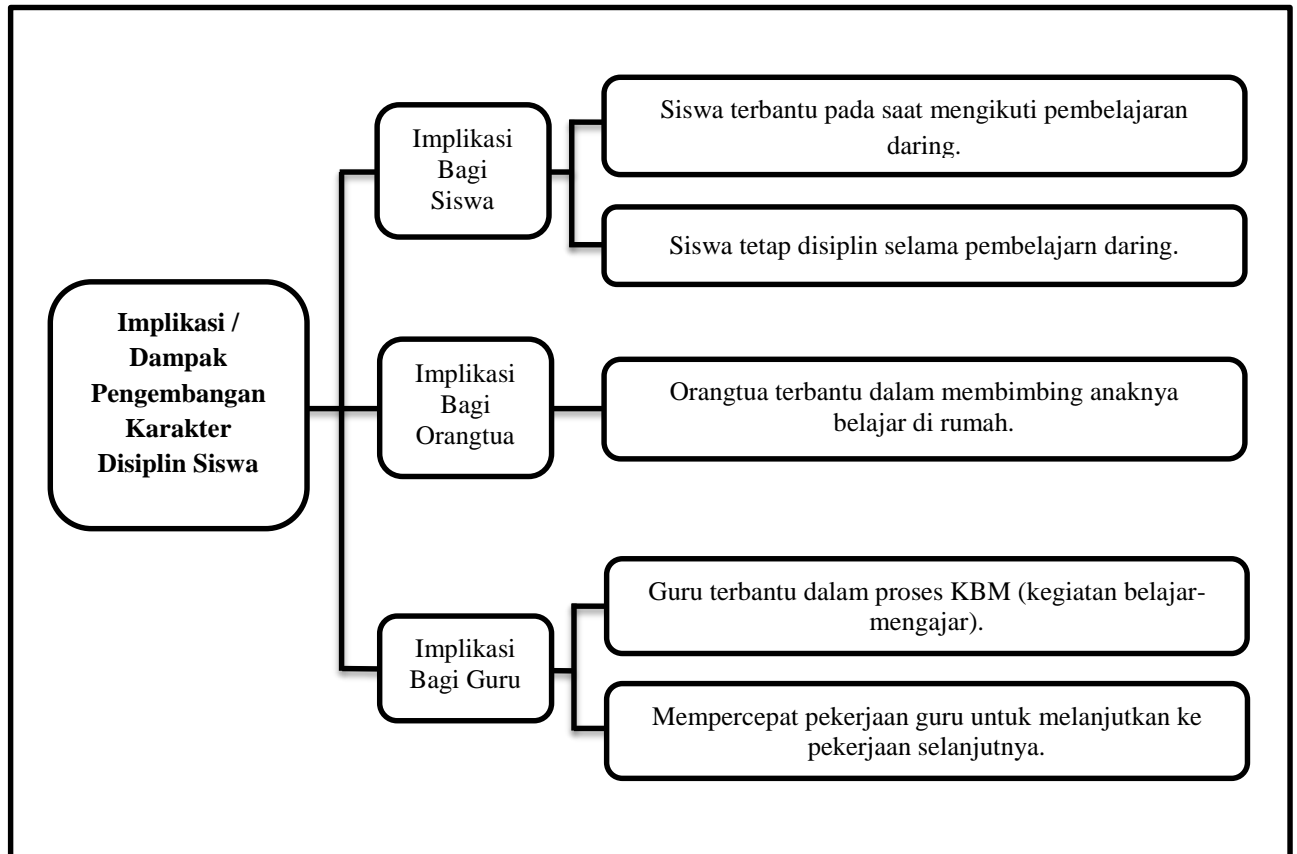 Implikasi /
Dampak
Pengembangan
Karakter
Disiplin Siswa
Implikasi
Bagi
Siswa
Siswa terbantu pada saat mengikuti pembelajaran
daring.
Siswa tetap disiplin selama pembelajarn daring.
Implikasi
Bagi
Orangtua
Orangtua terbantu dalam membimbing anaknya
belajar di rumah.
Implikasi
Bagi Guru
Guru terbantu dalam proses KBM (kegiatan belajar-
mengajar).
Mempercepat pekerjaan guru untuk melanjutkan ke
pekerjaan selanjutnya.